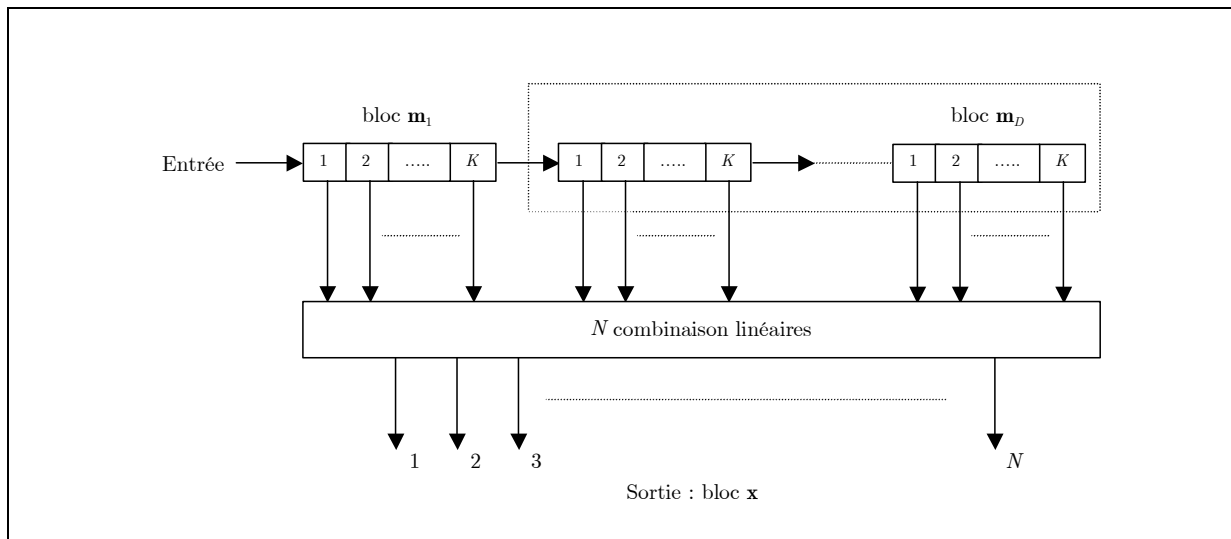 bloc m₁ bloc m_D
Entrée 1 2 ..... K 1 2 ..... K 1 2 ..... K
N combinaison linéaires
1 2 3 N
Sortie : bloc x